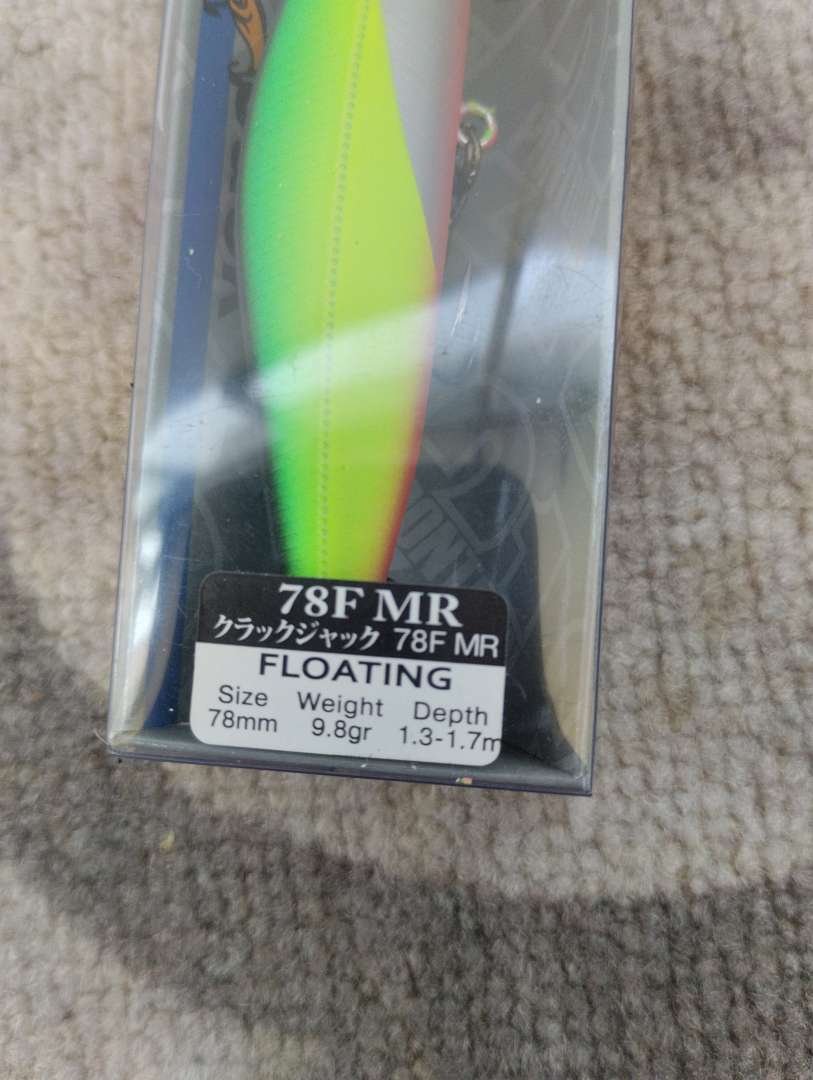 78F MR
クラックジャック 78F MR
FLOATING
Size Weight Depth
78mm 9.8gr 1.3-1.7m